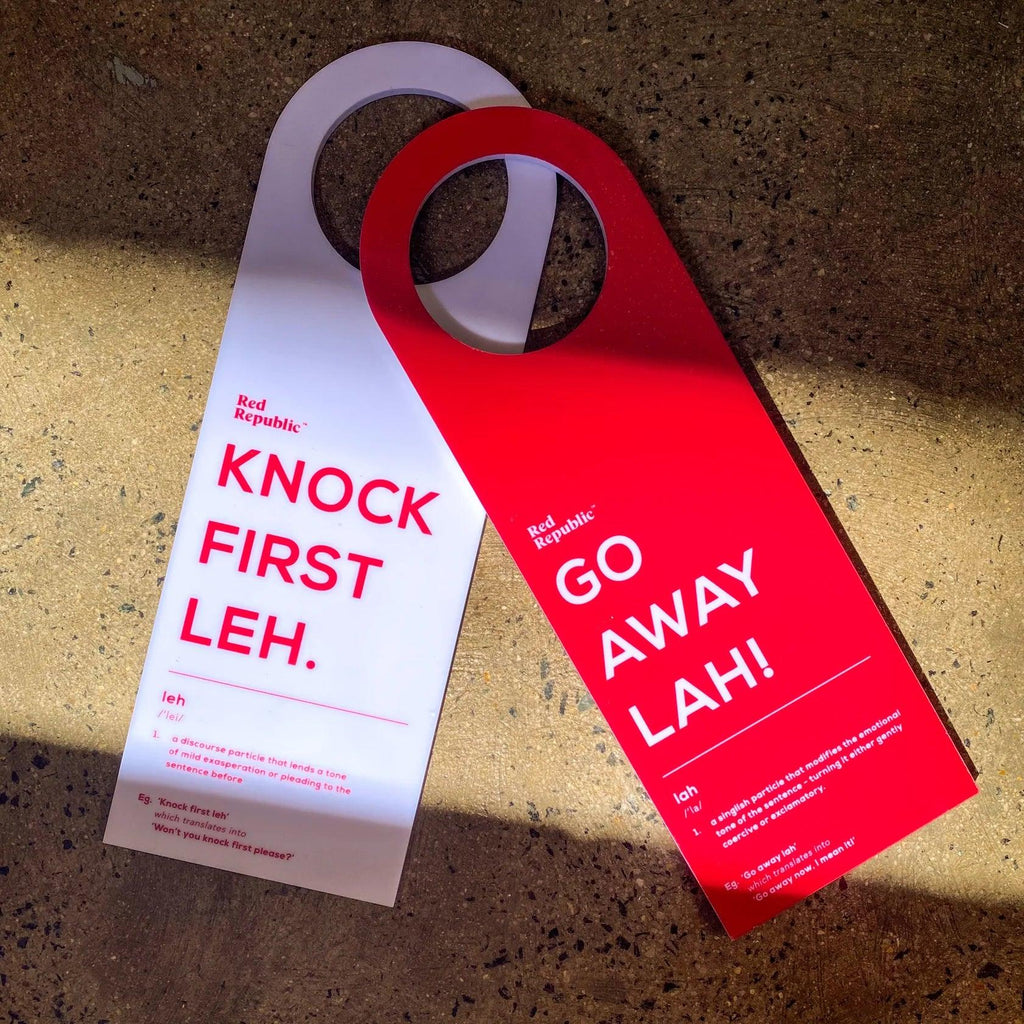 Red
Republic™
KNOCK
FIRST
LEH.
leh
/'lei/
1. a discourse particle that lends a tone
of mild exasperation or pleading to the
sentence before
Eg. 'Knock first leh'
which translates into
'Won't you knock first please?'
Red
Republic™
GO
AWAY
LAH!
lah
/'la/
1. a singlish particle that modifies the emotional
tone of the sentence – turning it either gently
coercive or exclamatory.
Eg. 'Go away lah'
which translates into
'Go away now, I mean it!'